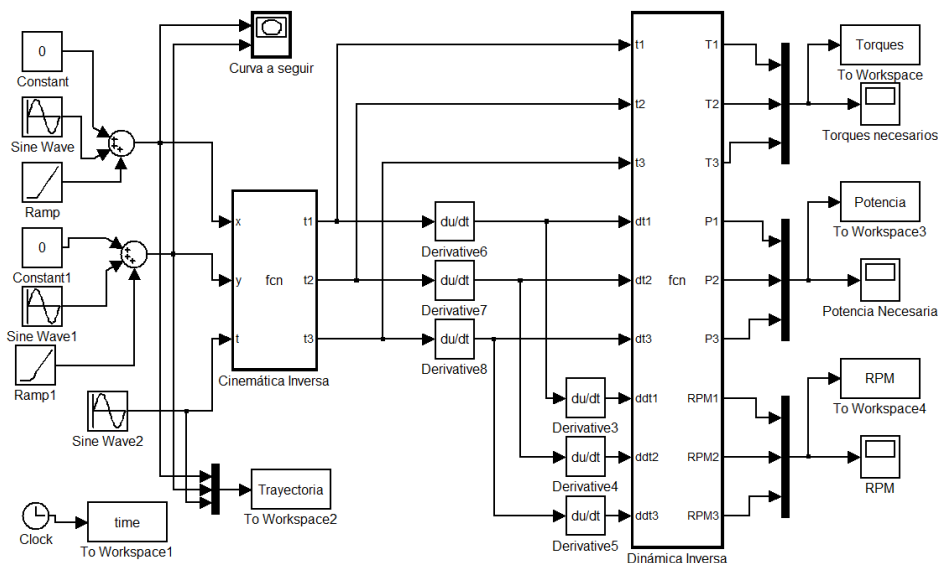 0
Constant
Sine Wave
Ramp
0
Constant1
Sine Wave1
Ramp1
Sine Wave2
Clock
time
To Workspace1
Curva a seguir
x
y
t
fcn
t1
t2
t3
Cinemática Inversa
Trayectoria
To Workspace2
du/dt
Derivative6
du/dt
Derivative7
du/dt
Derivative8
du/dt
Derivative3
du/dt
Derivative4
du/dt
Derivative5
t1
t2
t3
dt1
dt2
dt3
ddt1
ddt2
ddt3
fcn
T1
T2
T3
P1
P2
P3
RPM1
RPM2
RPM3
Dinámica Inversa
Torques
To Workspace
Torques necesarios
Potencia
To Workspace3
Potencia Necesaria
RPM
To Workspace4
RPM